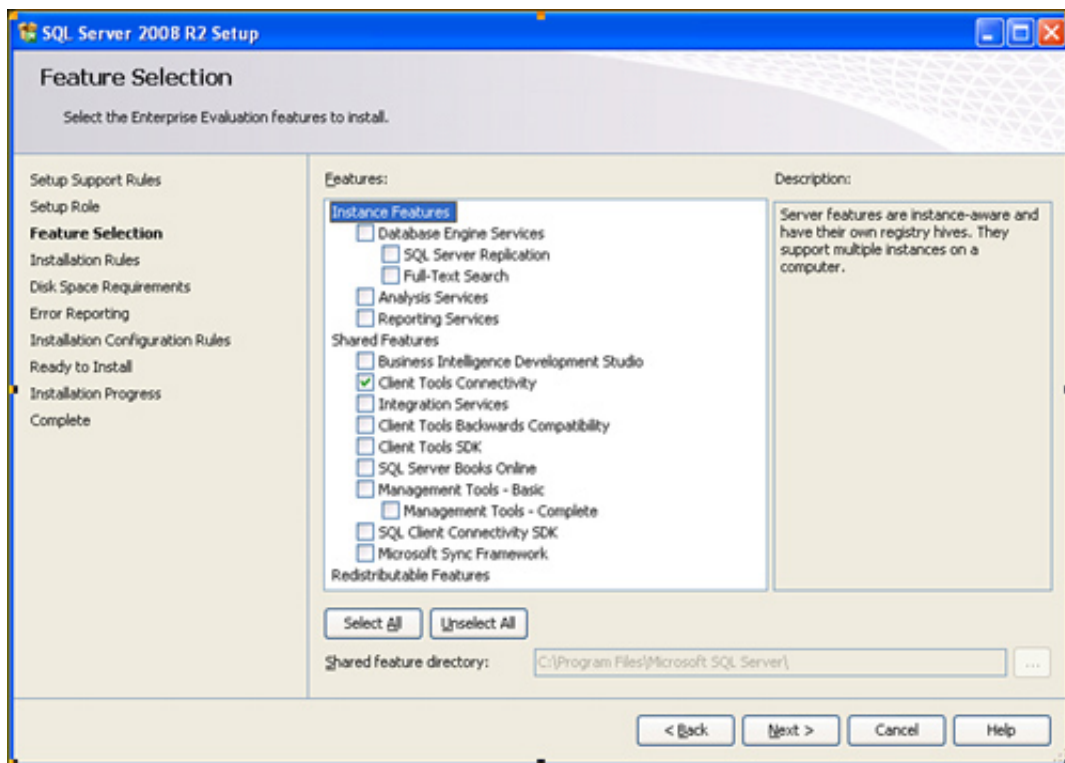 SQL Server 2008 R2 Setup
Feature Selection
Select the Enterprise Evaluation features to install.
Setup Support Rules
Setup Role
Feature Selection
Installation Rules
Disk Space Requirements
Error Reporting
Installation Configuration Rules
Ready to Install
Installation Progress
Complete
Features:
Instance Features
Database Engine Services
SQL Server Replication
Full-Text Search
Analysis Services
Reporting Services
Shared Features
Business Intelligence Development Studio
Client Tools Connectivity
Integration Services
Client Tools Backwards Compatibility
Client Tools SDK
SQL Server Books Online
Management Tools - Basic
Management Tools - Complete
SQL Client Connectivity SDK
Microsoft Sync Framework
Redistributable Features
Description:
Server features are instance-aware and
have their own registry hives. They
support multiple instances on a
computer.
Select All
Unselect All
Shared feature directory:
C:\Program Files\Microsoft SQL Server\
...
< Back
Next >
Cancel
Help